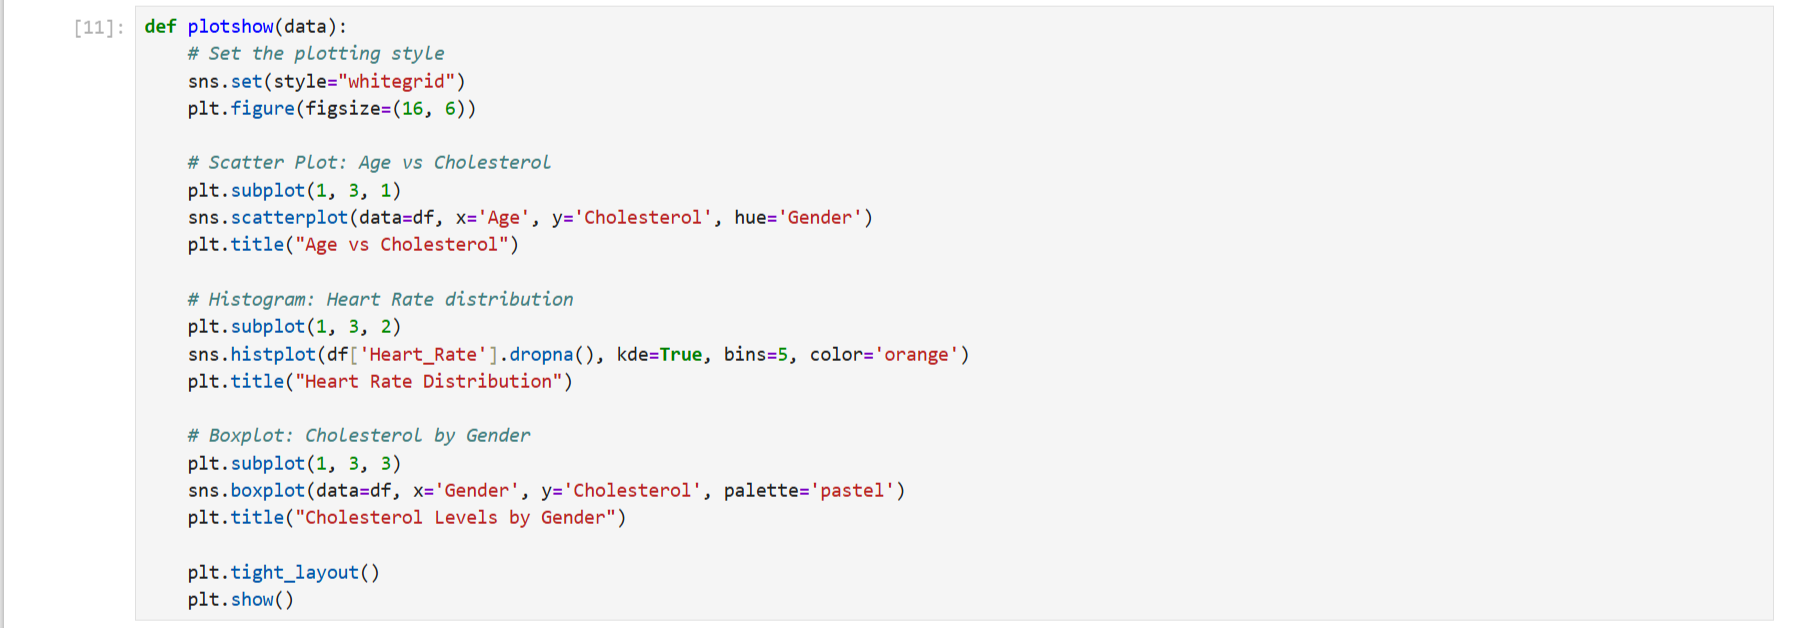 [11]: def plotshow(data):
# Set the plotting style
sns.set(style="whitegrid")
plt.figure(figsize=(16, 6))
# Scatter Plot: Age vs Cholesterol
plt.subplot(1, 3, 1)
sns.scatterplot(data=df, x='Age', y='Cholesterol', hue='Gender')
plt.title("Age vs Cholesterol")
# Histogram: Heart Rate distribution
plt.subplot(1, 3, 2)
sns.histplot(df['Heart_Rate'].dropna(), kde=True, bins=5, color='orange')
plt.title("Heart Rate Distribution")
# Boxplot: Cholesterol by Gender
plt.subplot(1, 3, 3)
sns.boxplot(data=df, x='Gender', y='Cholesterol', palette='pastel')
plt.title("Cholesterol Levels by Gender")
plt.tight_layout()
plt.show()